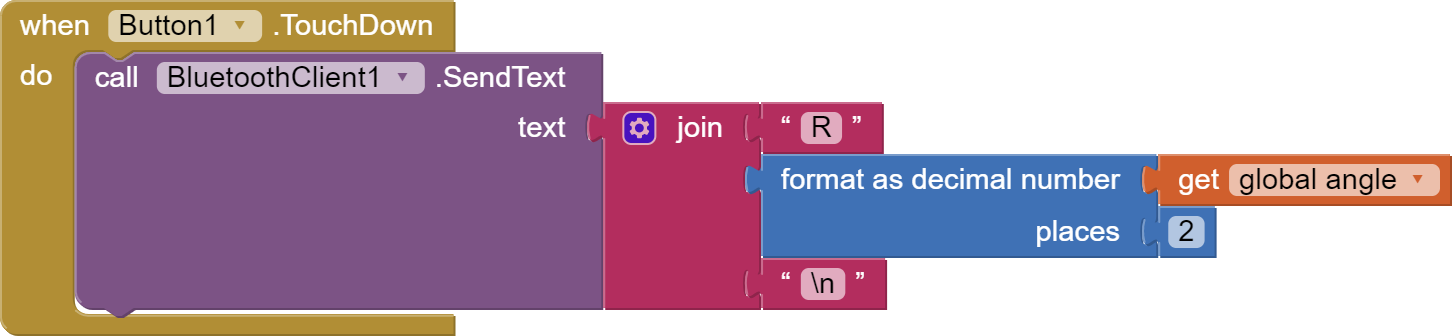 when Button1 .TouchDown
do call BluetoothClient1 .SendText
text join “ R ”
format as decimal number get global angle
places 2
“ \n ”